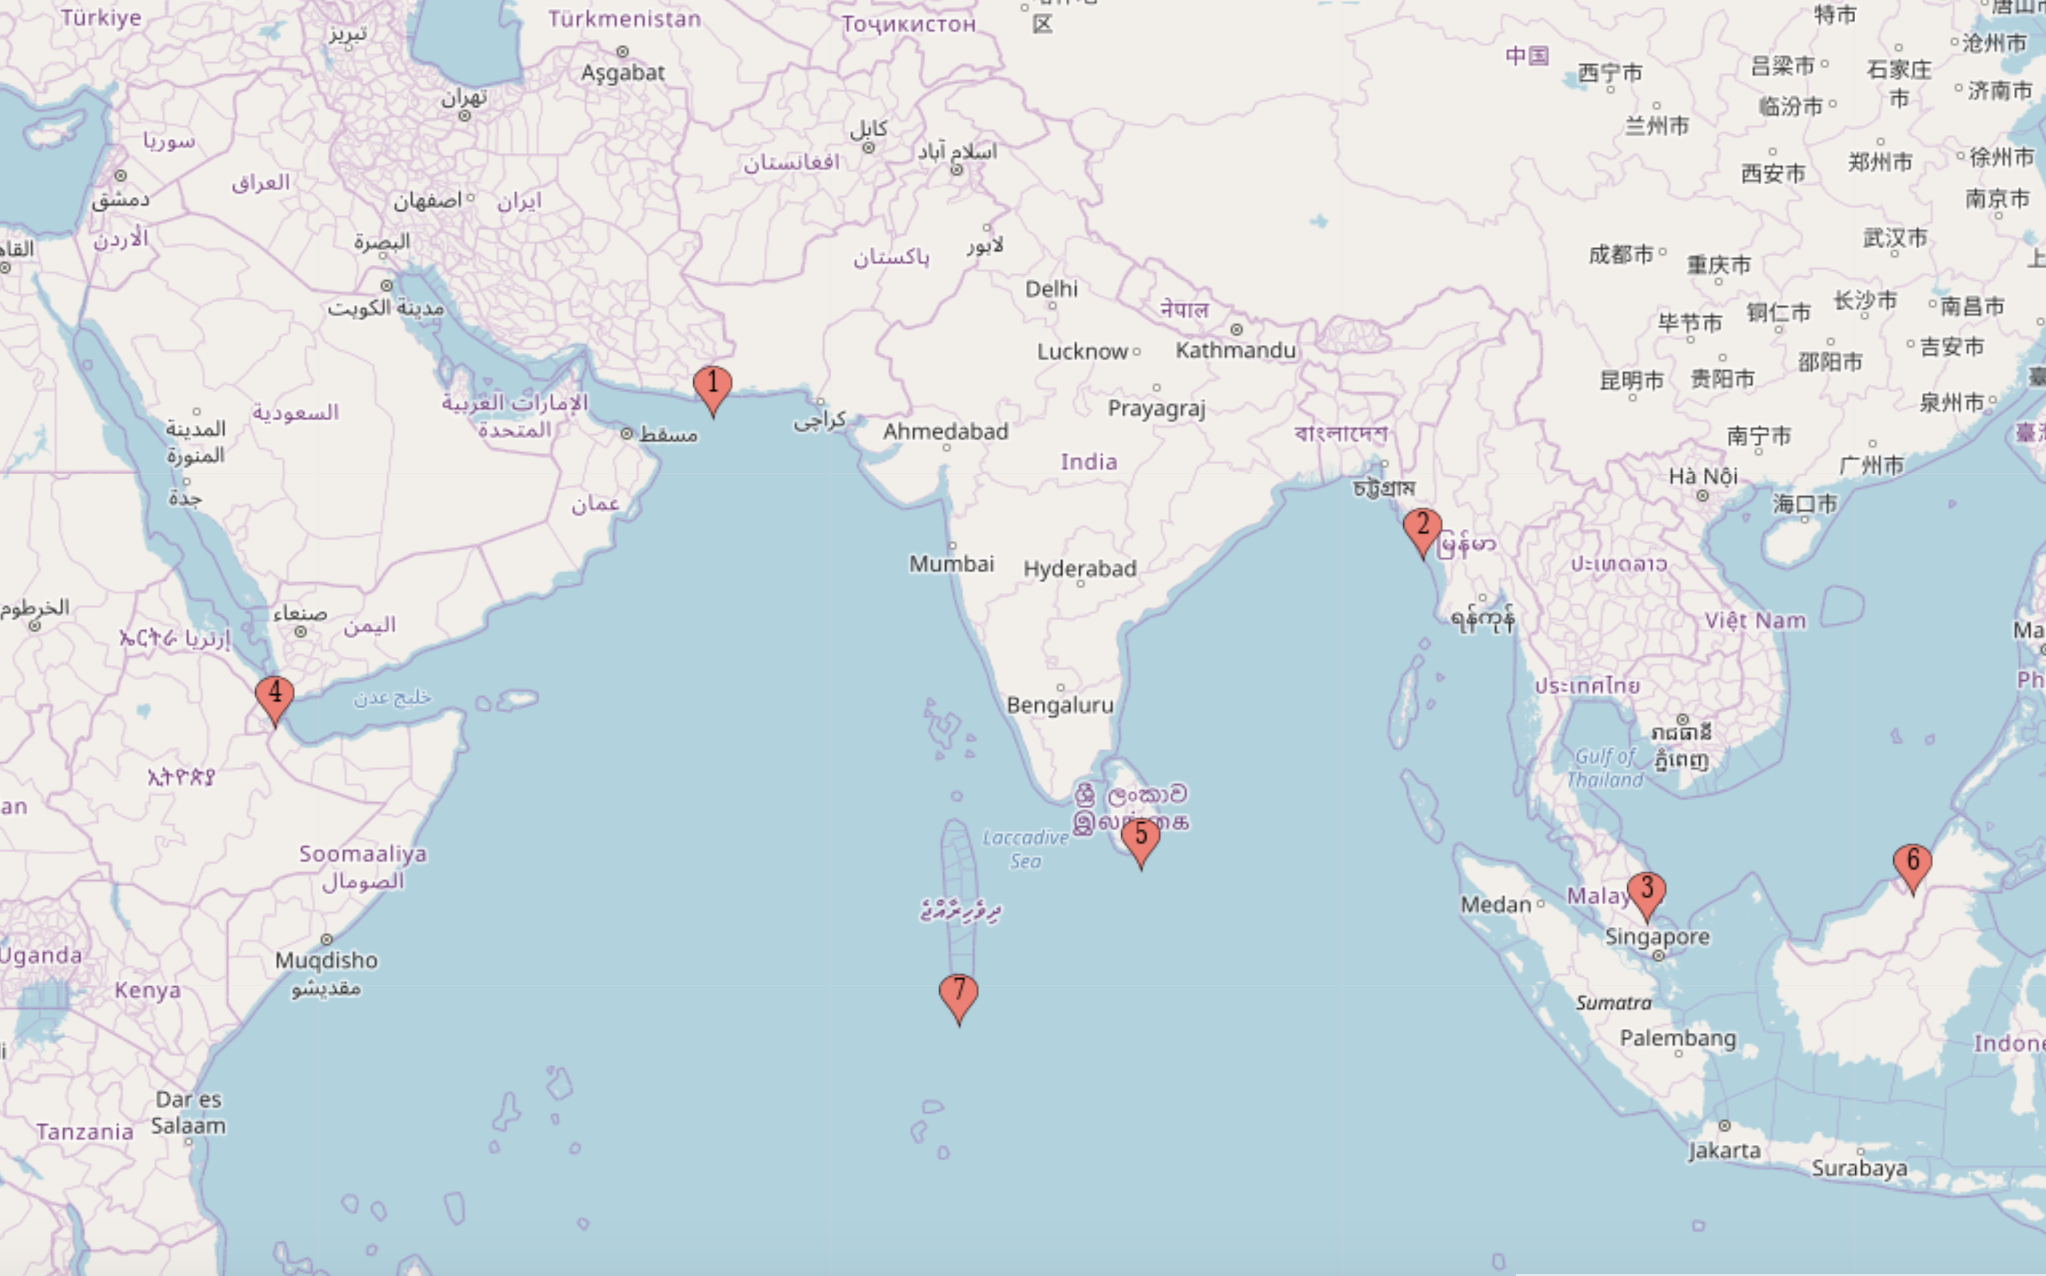 Türkiye
تبریز
Türkmenistan
Aşgabat
Тоҷикистон
区
中国
特市
沧州市
西宁市
吕梁市
石家庄
市
济南市
临汾市
兰州市
تهران
کابل
اسلام آباد
افغانستان
سوريا
العراق
دمشق
اصفهان
ایران
西安市
郑州市
徐州市
南京市
الأردن
البصرة
لاہور
پاکستان
武汉市
成都市
重庆市
上
مدينة الكويت
Delhi
नेपाल
长沙市
铜仁市
南昌市
毕节市
Lucknow
Kathmandu
邵阳市
吉安市
昆明市
贵阳市
1
السعودية
الإمارات العربية
المتحدة
كراچى
مسقط
المدينة
المنورة
Prayagraj
Ahmedabad
বাংলাদেশ
泉州市
南宁市
广州市
India
Hà Nội
চট্টগ্রাম
海口市
جدة
عمان
2
မြန်မာ
Mumbai
Hyderabad
ປະເທດລາວ
الخرطوم
صنعاء
اليمن
ኤርትራ إرتريا
ရန်ကုန်
Việt Nam
Ma
4
خليج عدن
Bengaluru
ประเทศไทย
Ph
រាជធានី
ភ្នំពេញ
Gulf of
Thailand
ኢትዮጵያ
an
ශ්‍රී ලංකාව
5
Laccadive
Sea
Soomaaliya
الصومال
6
3
Malay
Medan
ދިވެހިރާއްޖެ
Singapore
Uganda
Muqdisho
مقديشو
Kenya
7
Sumatra
Palembang
Indone
Dar es
Salaam
Tanzania
Jakarta
Surabaya